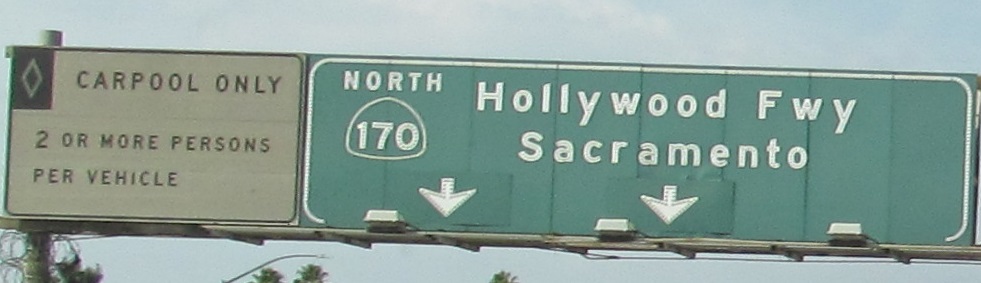 CARPOOL ONLY
2 OR MORE PERSONS
PER VEHICLE
NORTH
170
Hollywood Fwy
Sacramento